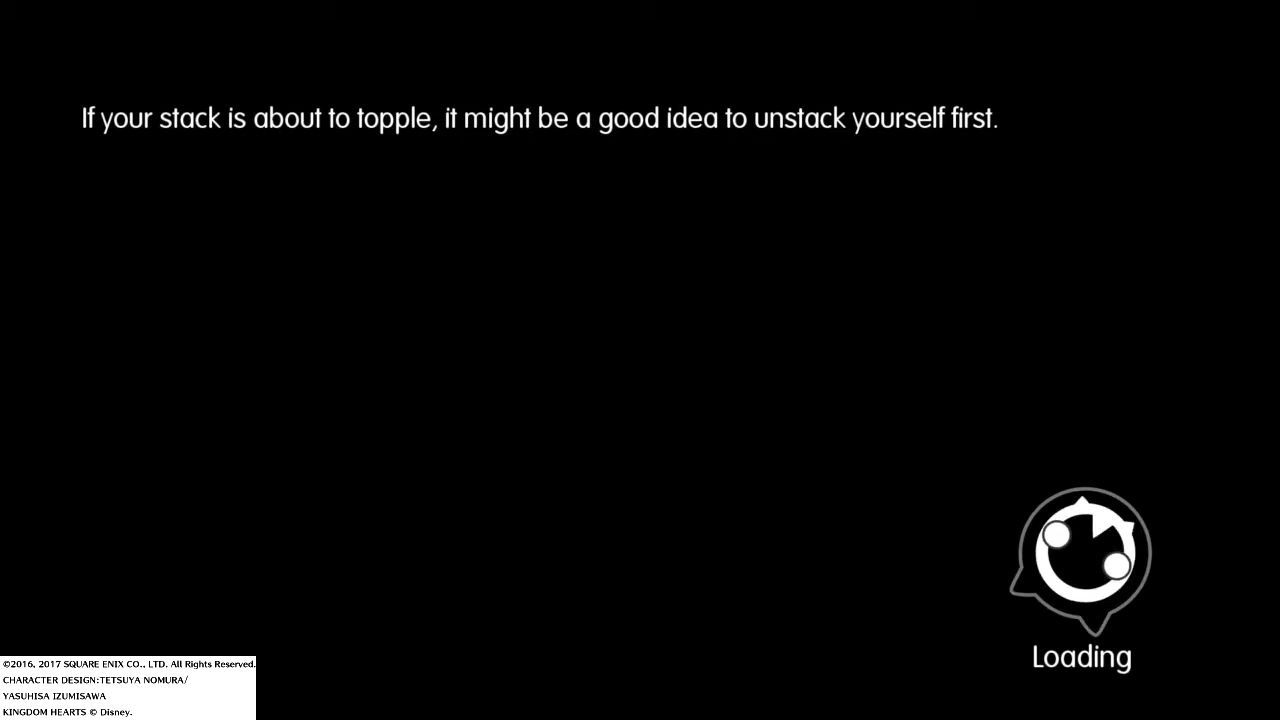 If your stack is about to topple, it might be a good idea to unstack yourself first.
Loading
©2016, 2017 SQUARE ENIX CO., LTD. All Rights Reserved.
CHARACTER DESIGN:TETSUYA NOMURA/
YASUHISA IZUMISAWA
KINGDOM HEARTS © Disney.